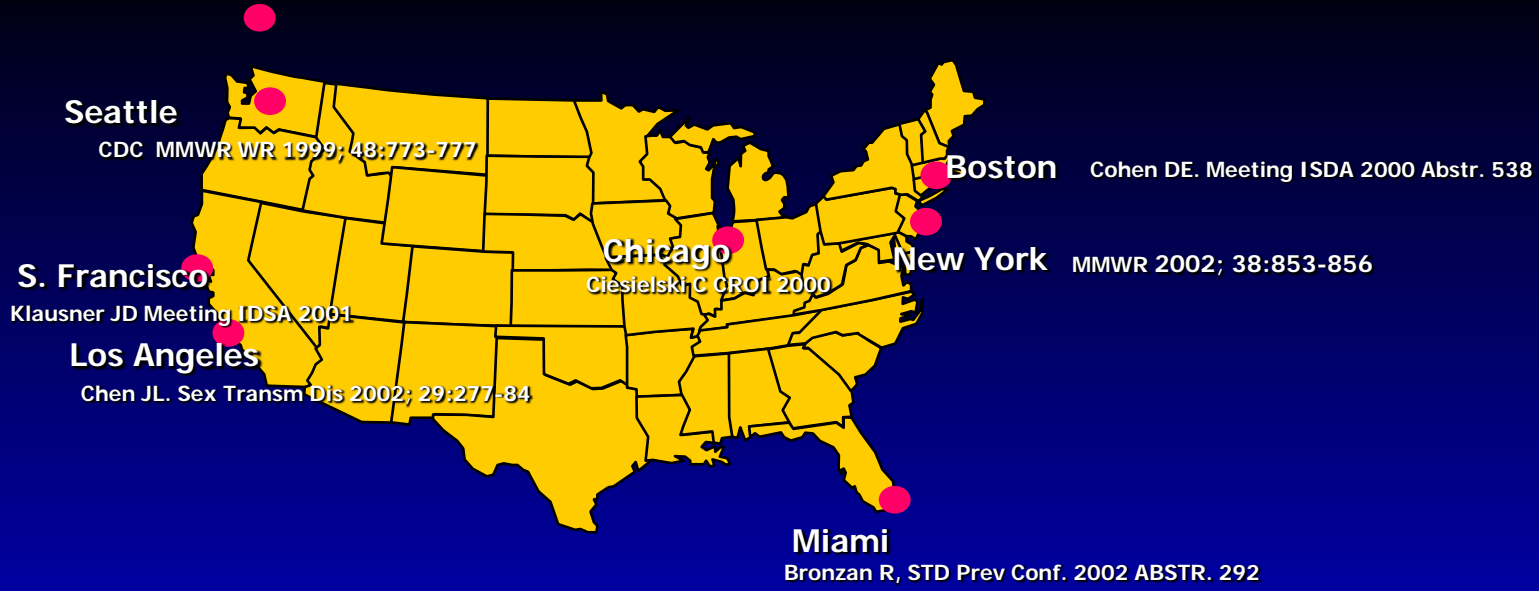 Seattle
CDC MMWR WR 1999; 48:773-777
Boston
Cohen DE. Meeting ISDA 2000 Abstr. 538
Chicago
Ciesielski C CROI 2000
New York
MMWR 2002; 38:853-856
S. Francisco
Klausner JD Meeting IDSA 2001
Los Angeles
Chen JL. Sex Transm Dis 2002; 29:277-84
Miami
Bronzan R, STD Prev Conf. 2002 ABSTR. 292